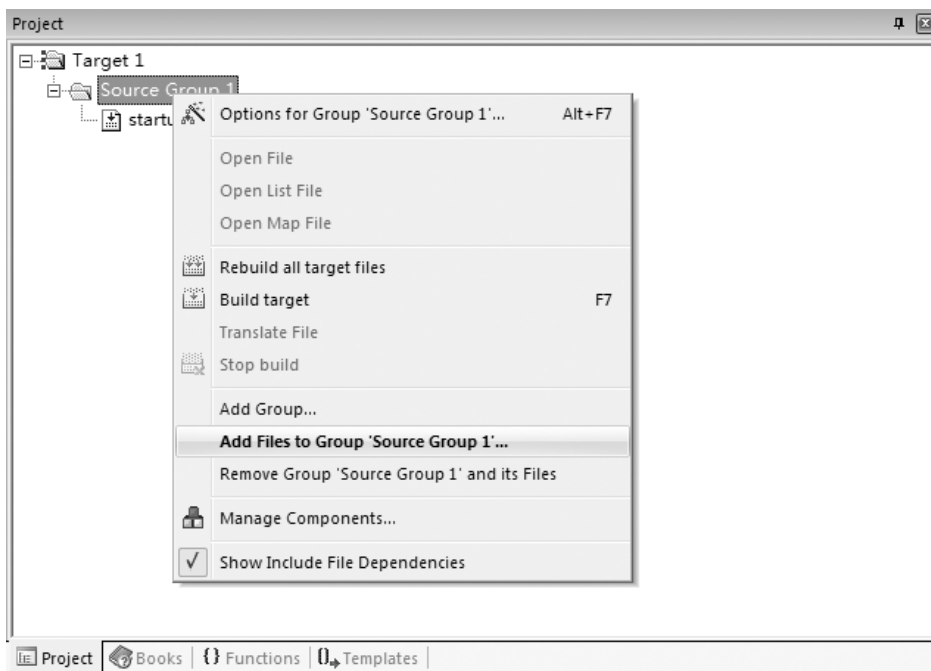 Project
Target 1
Source Group 1
startu
Options for Group 'Source Group 1'... Alt+F7
Open File
Open List File
Open Map File
Rebuild all target files
Build target F7
Translate File
Stop build
Add Group...
Add Files to Group 'Source Group 1'...
Remove Group 'Source Group 1' and its Files
Manage Components...
Show Include File Dependencies
Project Books {} Functions 0 Templates